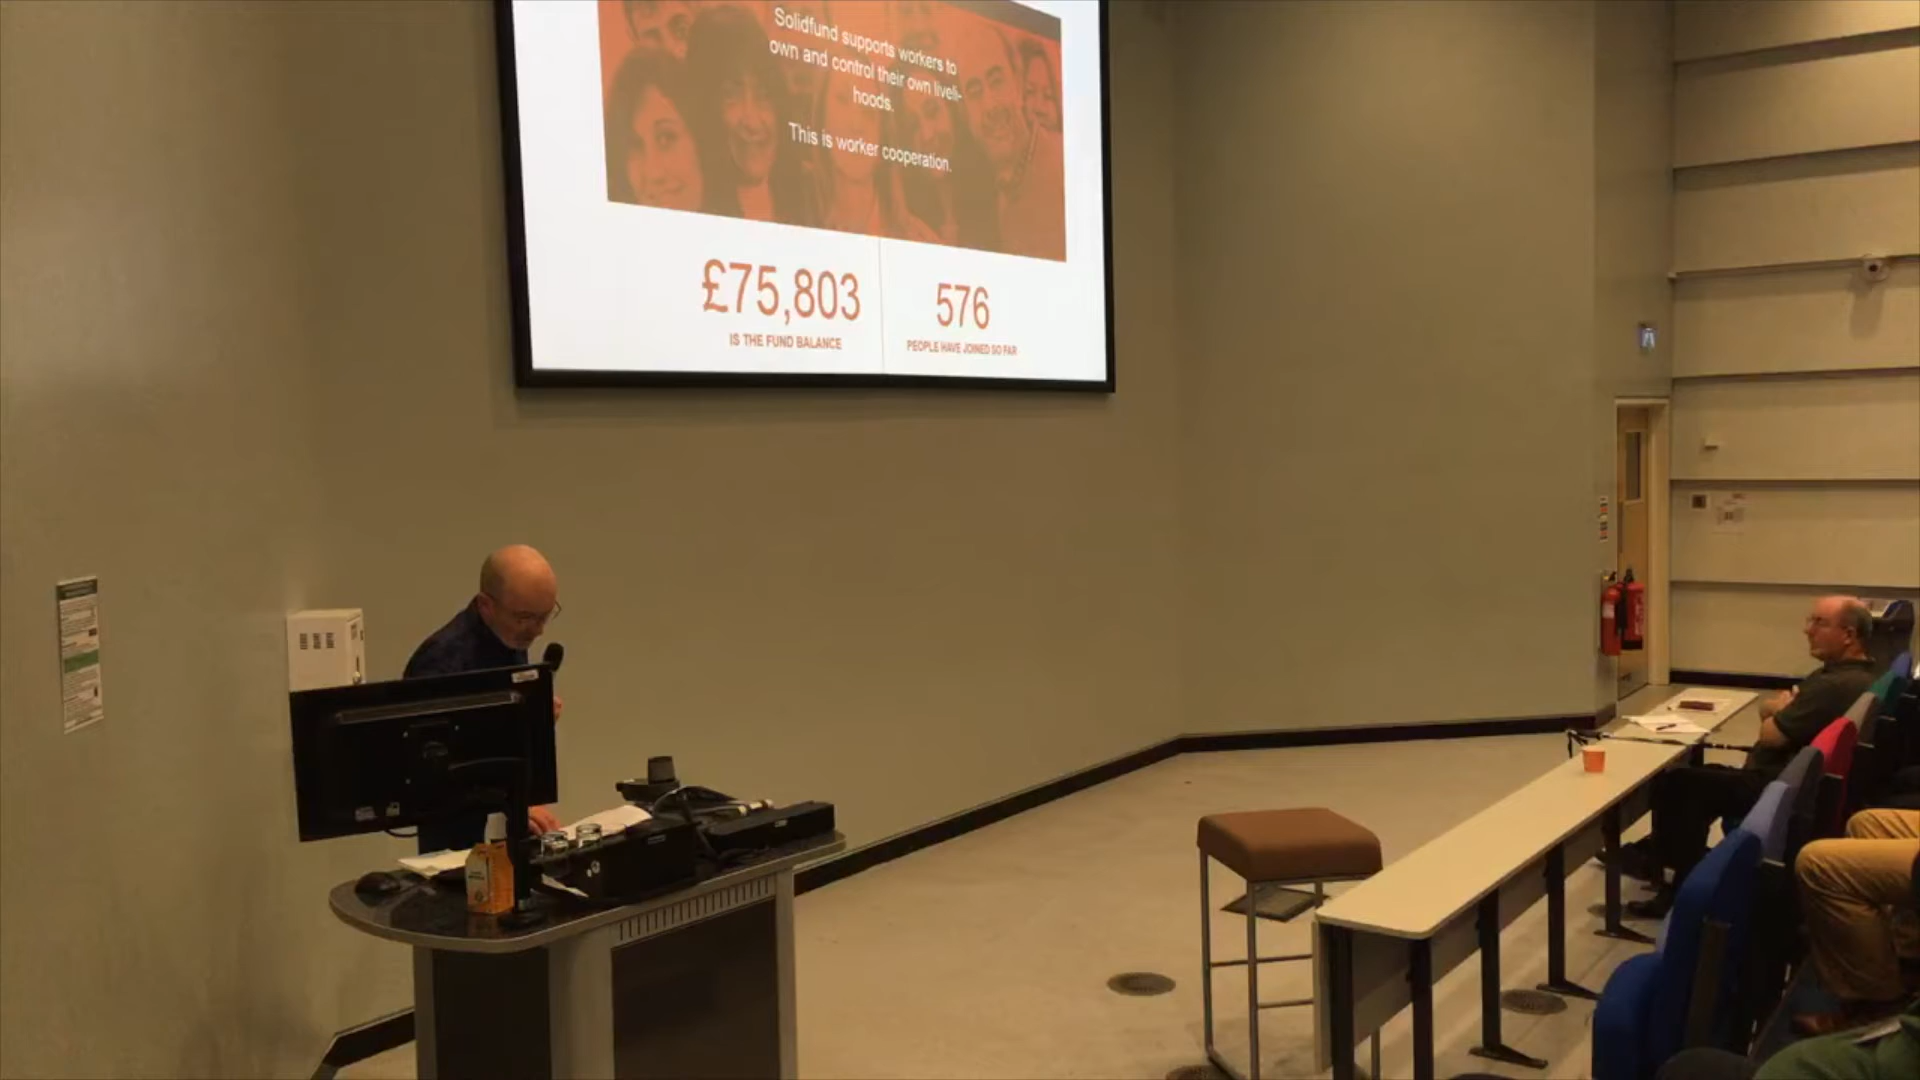 Solidfund supports workers to
own and control their own liveli-
hoods.
This is worker cooperation.
£75,803
IS THE FUND BALANCE
576
PEOPLE HAVE JOINED SO FAR